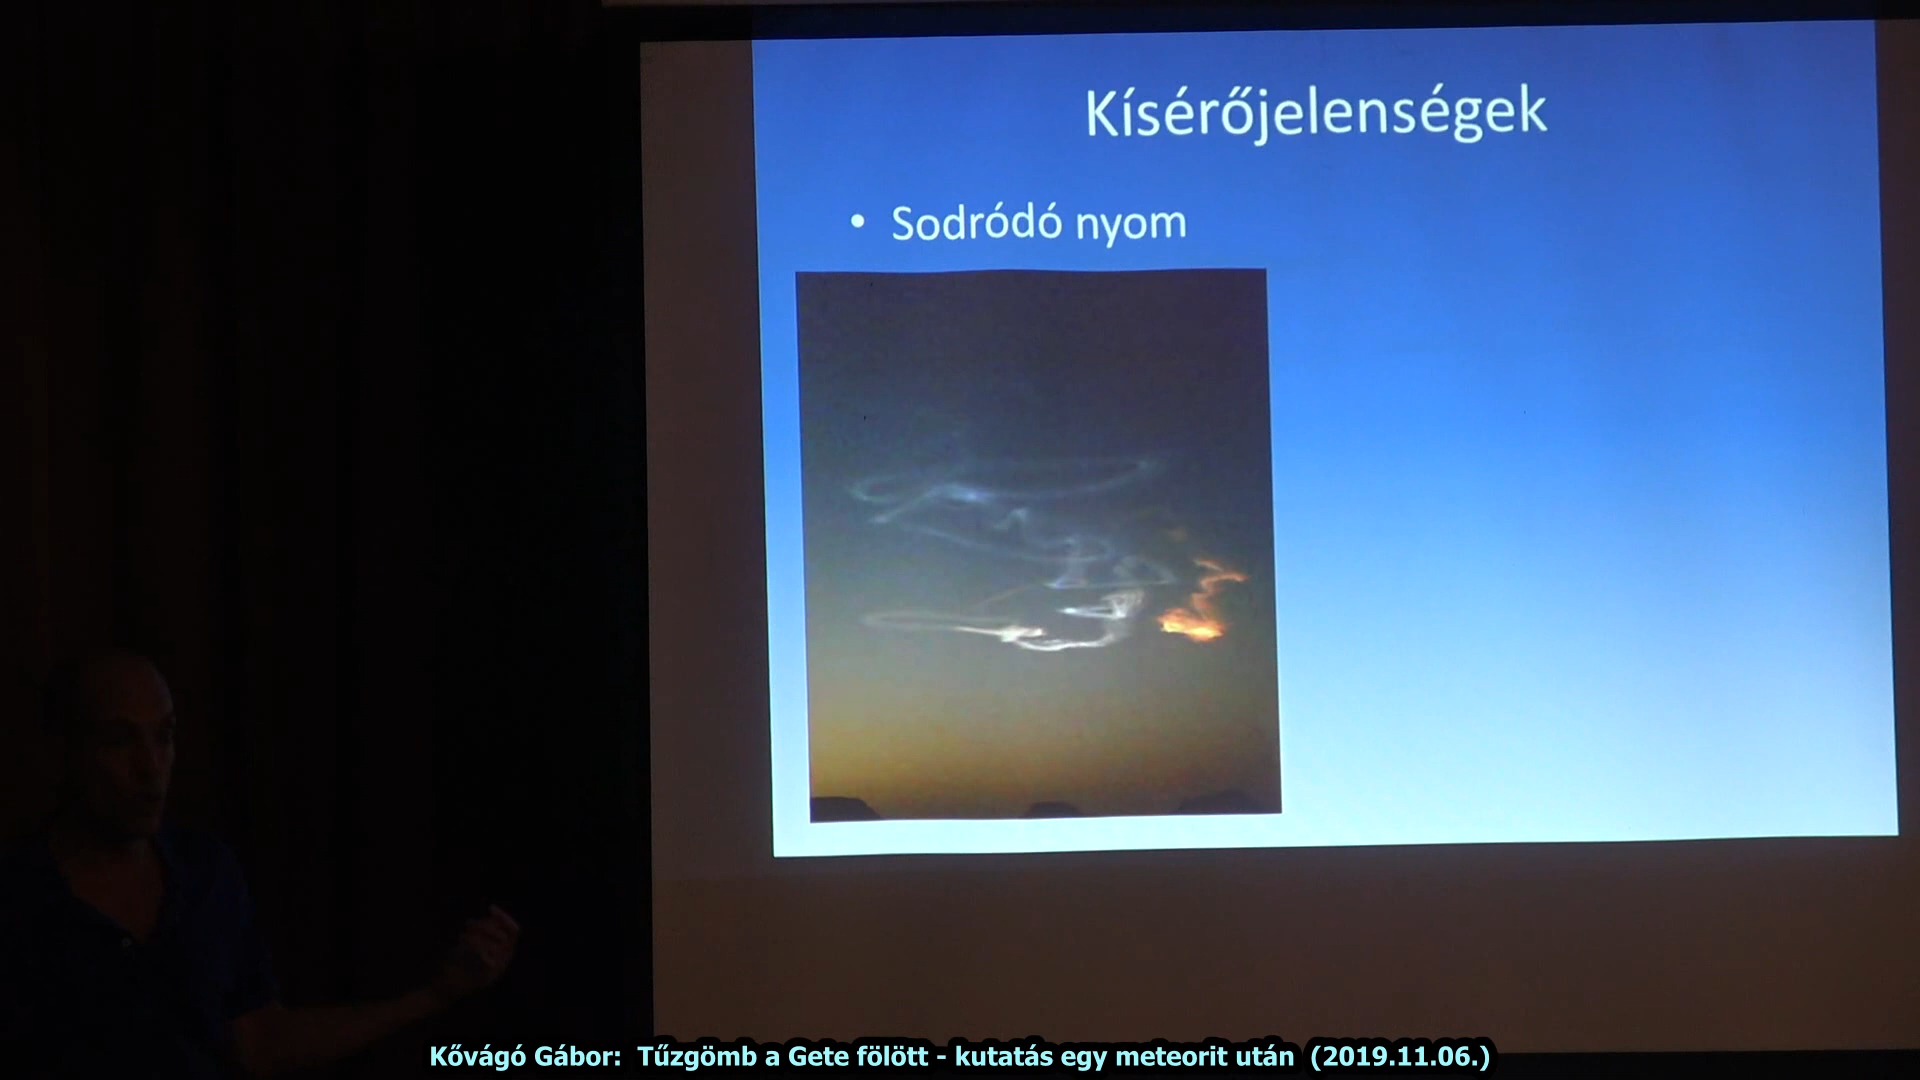 Kísérőjelenségek
• Sodródó nyom
Kővágó Gábor: Tűzgömb a Gete fölött - kutatás egy meteorit után (2019.11.06.)